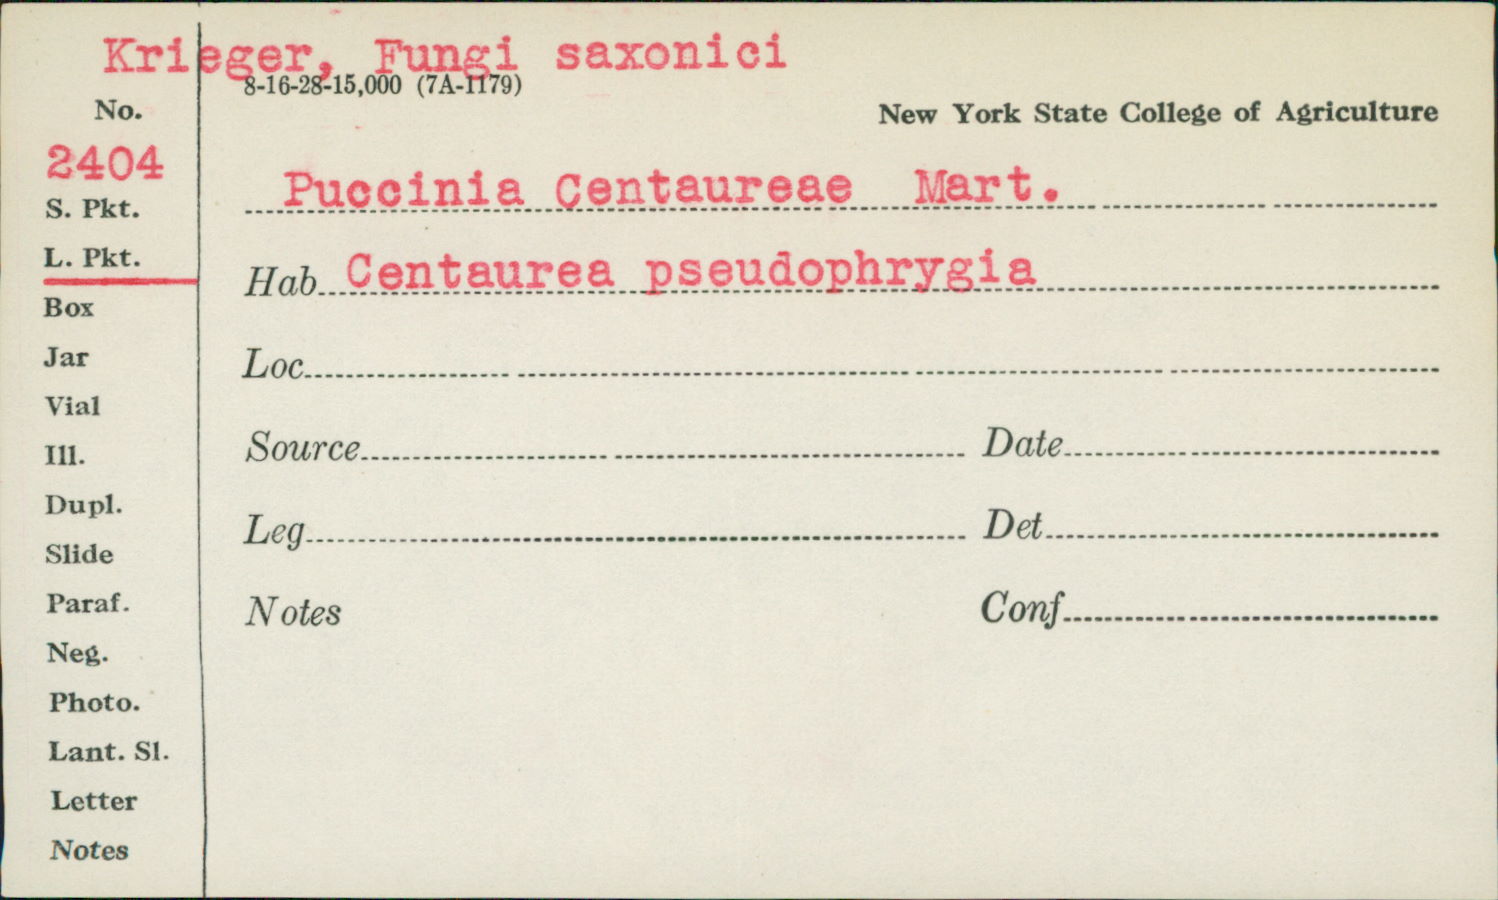 Krieger, Fungi saxonici
8-16-28-15,000 (7A-1179)
No.
New York State College of Agriculture
2404
Puccinia Centaureae Mart.
S. Pkt.
L. Pkt.
Hab. Centaurea pseudophrygia
Box
Jar
Loc.
Vial
Ill.
Source
Date
Dupl.
Slide
Leg
Det
Paraf.
Notes
Conf
Neg.
Photo.
Lant. Sl.
Letter
Notes